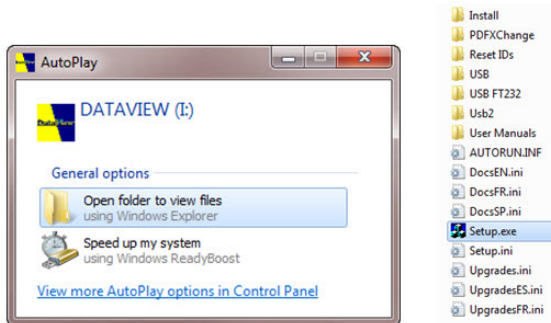 AutoPlay
DATAVIEW (I:)
General options
Open folder to view files
using Windows Explorer
Speed up my system
using Windows ReadyBoost
View more AutoPlay options in Control Panel
Install
PDFXChange
Reset IDs
USB
USB FT232
Usb2
User Manuals
AUTORUN.INF
DocsEN.ini
DocsFR.ini
DocsSP.ini
Setup.exe
Setup.ini
Upgrades.ini
UpgradesES.ini
UpgradesFR.ini